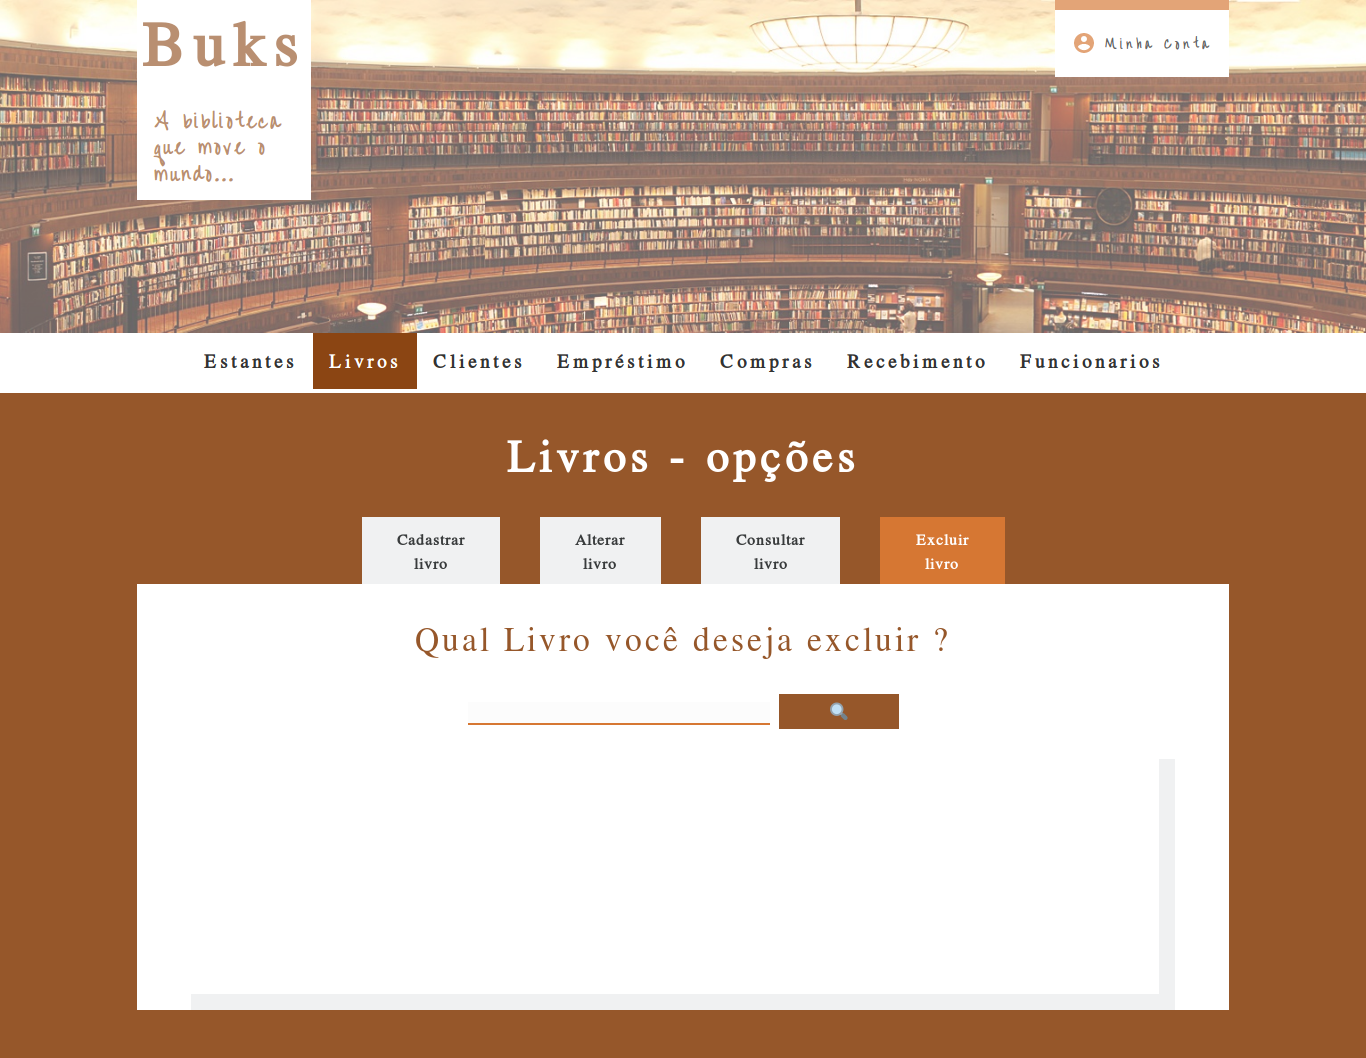 Buks
A biblioteca
que move o
mundo...
Minha conta
Estantes Livros Clientes Empréstimo Compras Recebimento Funcionarios
Livros - opções
Cadastrar
livro
Alterar
livro
Consultar
livro
Excluir
livro
Qual Livro você deseja excluir ?